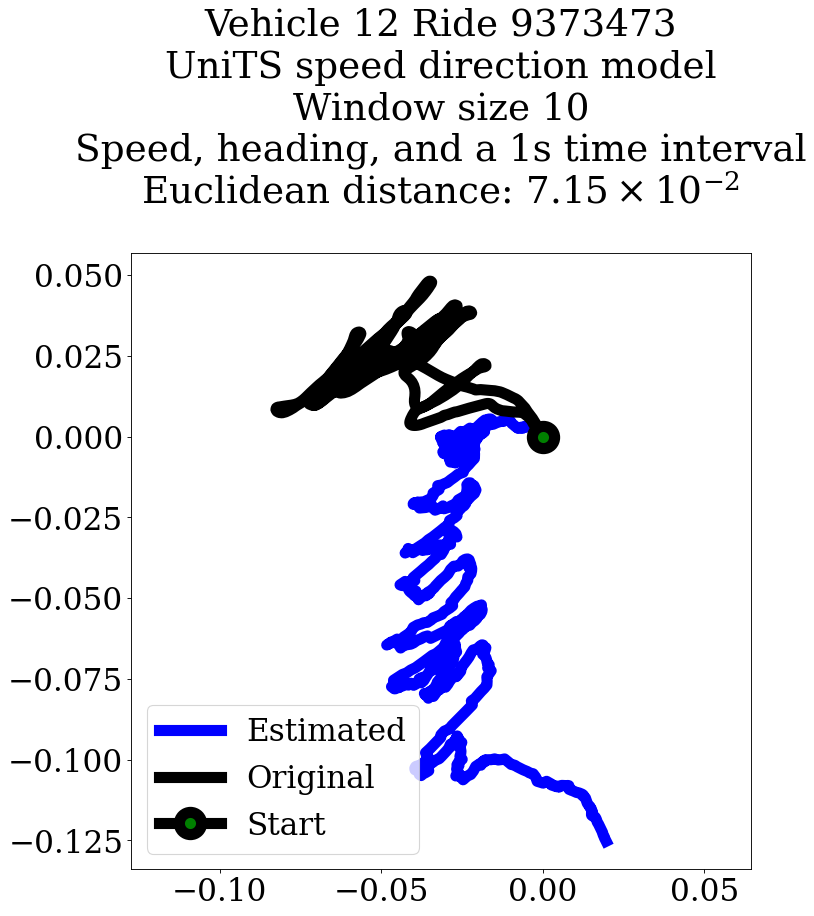 Vehicle 12 Ride 9373473
UniTS speed direction model
Window size 10
Speed, heading, and a 1s time interval
Euclidean distance: 7.15 × 10⁻²
0.050
0.025
0.000
−0.025
−0.050
−0.075
−0.100
−0.125
Estimated
Original
Start
−0.10
−0.05
0.00
0.05